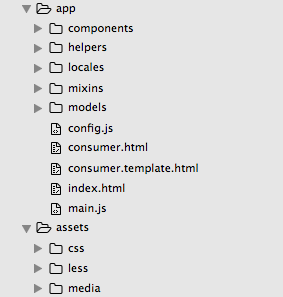 app
components
helpers
locales
mixins
models
config.js
consumer.html
consumer.template.html
index.html
main.js
assets
css
less
media